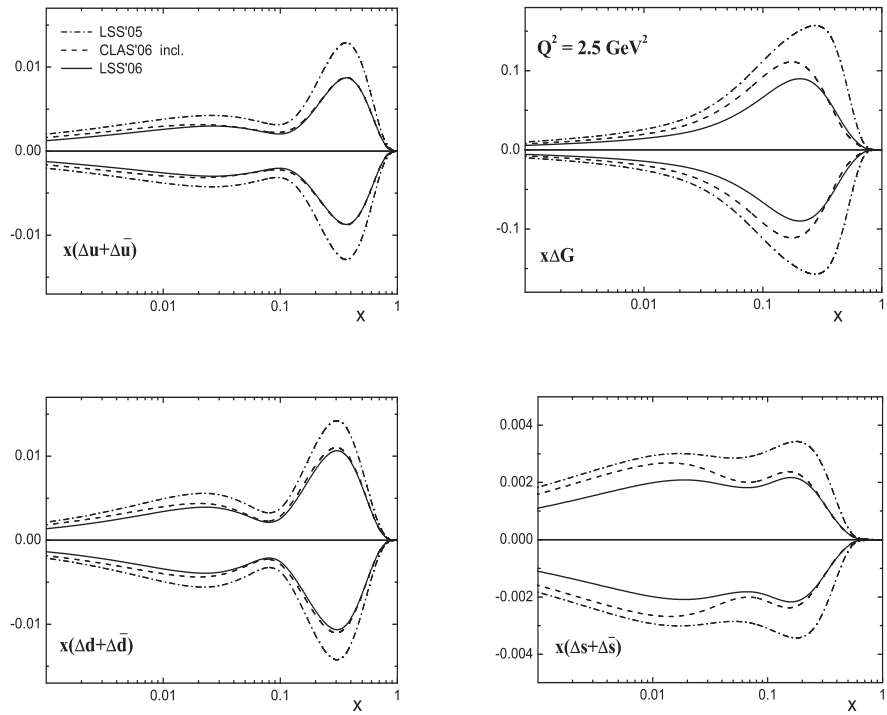 LSS'05
CLAS'06 incl.
LSS'06
0.01
0.00
-0.01
x(Δu+Δū)
0.01
0.1
1
X
Q² = 2.5 GeV²
0.1
0.0
-0.1
xΔG
0.01
0.1
1
X
0.01
0.00
-0.01
x(Δd+Δd̄)
0.01
0.1
1
X
0.004
0.002
0.000
-0.002
-0.004
x(Δs+Δs̄)
0.01
0.1
1
X